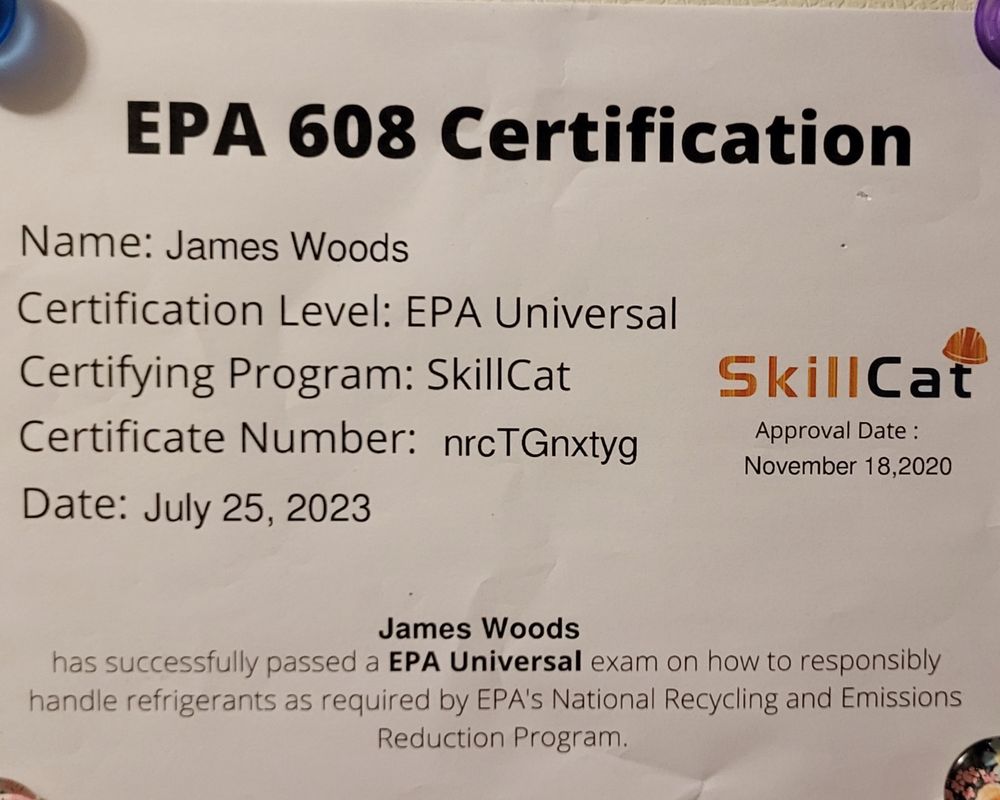 EPA 608 Certification
Name: James Woods
Certification Level: EPA Universal
Certifying Program: SkillCat
Certificate Number: nrcTGnxtyg
Date: July 25, 2023
SkillCat
Approval Date :
November 18,2020
James Woods
has successfully passed a EPA Universal exam on how to responsibly
handle refrigerants as required by EPA's National Recycling and Emissions
Reduction Program.